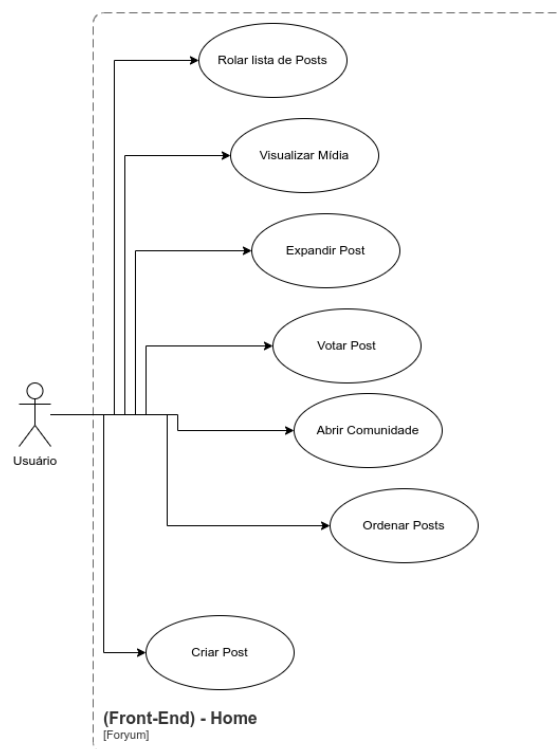 Rolar lista de Posts
Visualizar Mídia
Expandir Post
Votar Post
Abrir Comunidade
Usuário
Ordenar Posts
Criar Post
(Front-End) - Home
[Foryum]